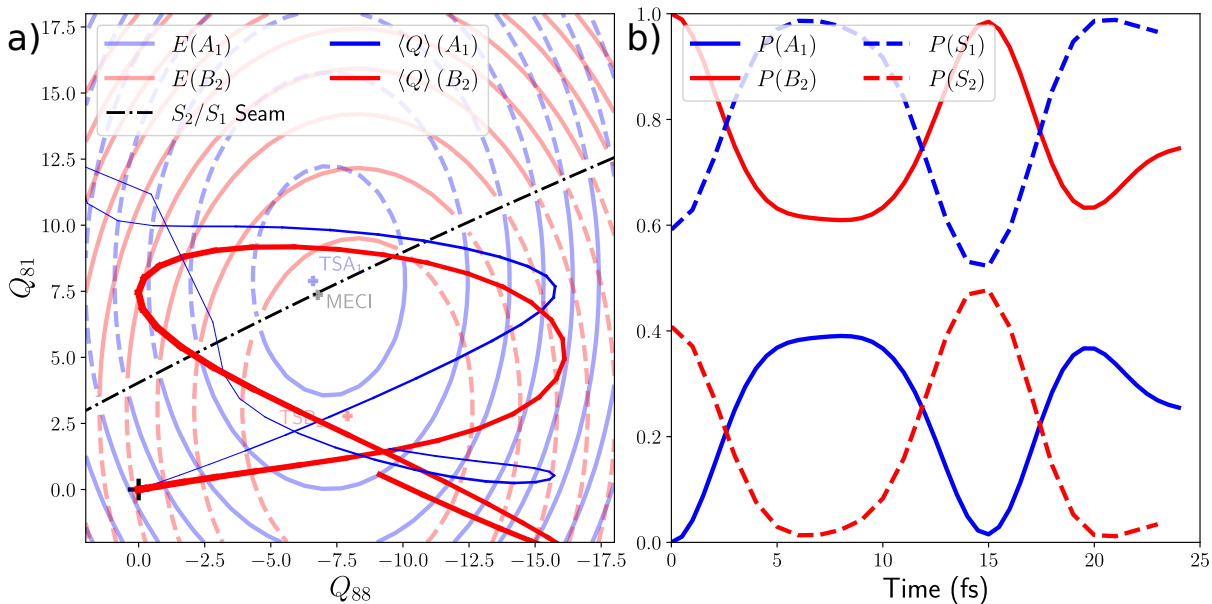 a)
E(A₁)
E(B₂)
S₂/S₁ Seam
⟨Q⟩ (A₁)
⟨Q⟩ (B₂)
17.5
15.0
12.5
10.0
7.5
5.0
2.5
0.0
Q₈₁
TSA₁
MECI
TSB₂
0.0 −2.5 −5.0 −7.5 −10.0 −12.5 −15.0 −17.5
Q₈₈
b)
P(A₁)
P(B₂)
P(S₁)
P(S₂)
1.0
0.8
0.6
0.4
0.2
0.0
0 5 10 15 20 25
Time (fs)